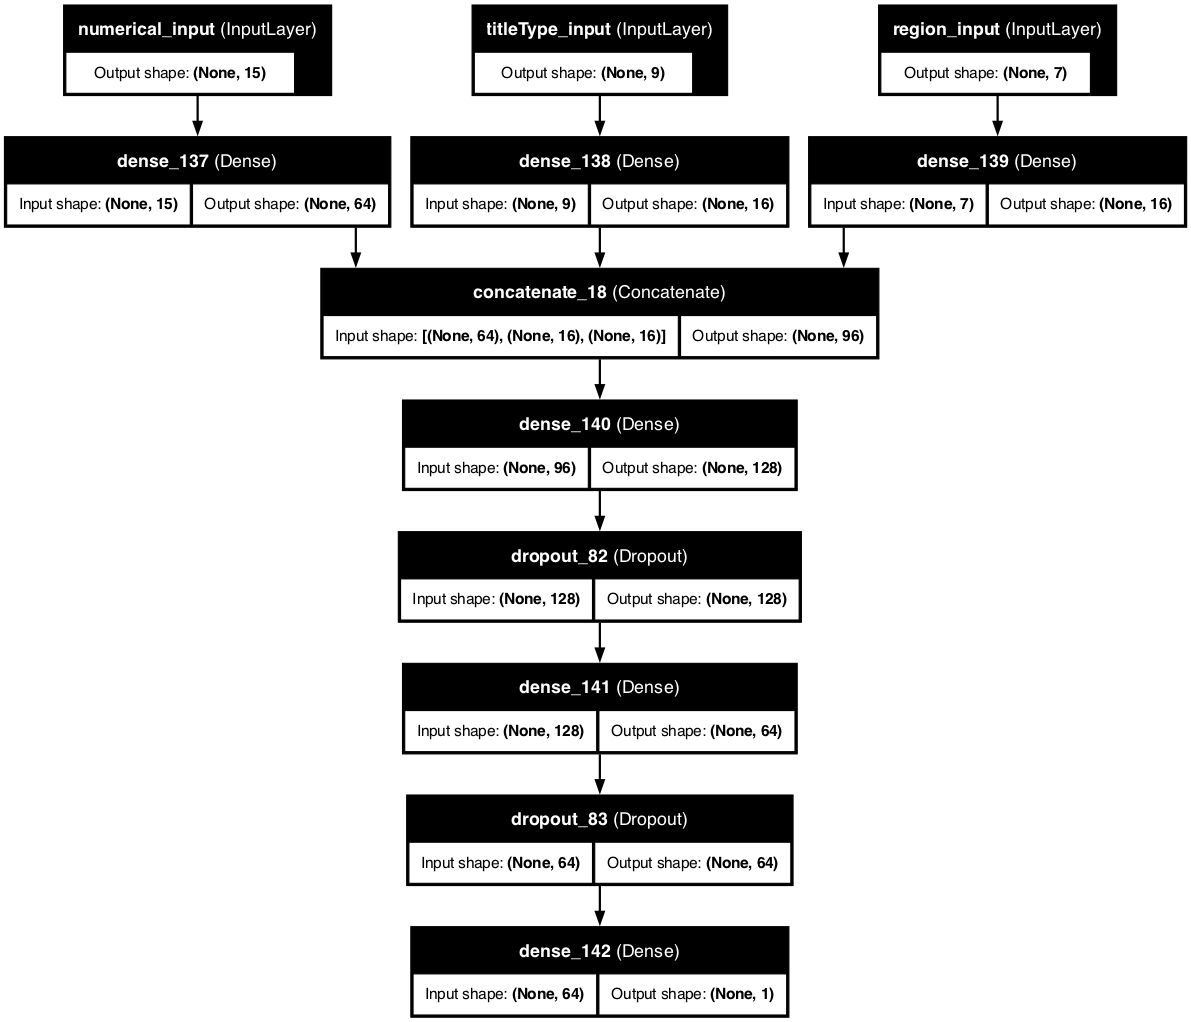 numerical_input (InputLayer)
Output shape: (None, 15)
titleType_input (InputLayer)
Output shape: (None, 9)
region_input (InputLayer)
Output shape: (None, 7)
dense_137 (Dense)
Input shape: (None, 15) Output shape: (None, 64)
dense_138 (Dense)
Input shape: (None, 9) Output shape: (None, 16)
dense_139 (Dense)
Input shape: (None, 7) Output shape: (None, 16)
concatenate_18 (Concatenate)
Input shape: [(None, 64), (None, 16), (None, 16)] Output shape: (None, 96)
dense_140 (Dense)
Input shape: (None, 96) Output shape: (None, 128)
dropout_82 (Dropout)
Input shape: (None, 128) Output shape: (None, 128)
dense_141 (Dense)
Input shape: (None, 128) Output shape: (None, 64)
dropout_83 (Dropout)
Input shape: (None, 64) Output shape: (None, 64)
dense_142 (Dense)
Input shape: (None, 64) Output shape: (None, 1)